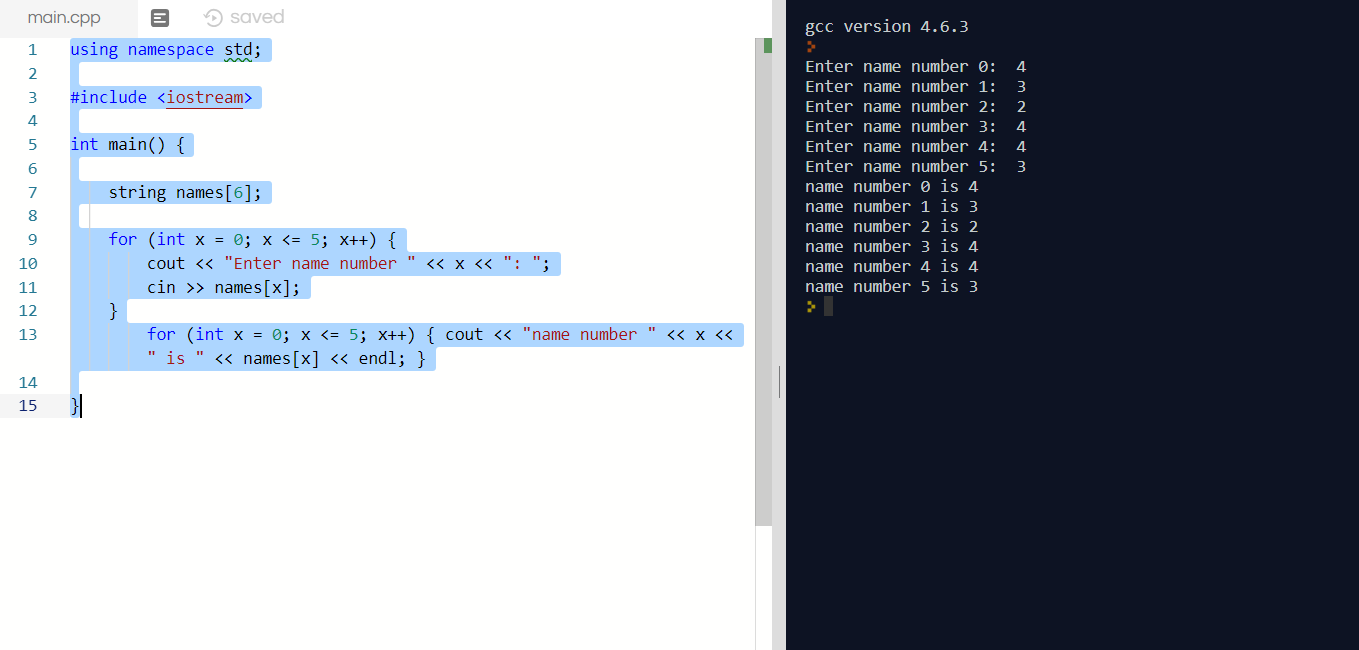 main.cpp saved
1 using namespace std;
2
3 #include <iostream>
4
5 int main() {
6
7 string names[6];
8
9 for (int x = 0; x <= 5; x++) {
10 cout << "Enter name number " << x << ": ";
11 cin >> names[x];
12 }
13 for (int x = 0; x <= 5; x++) { cout << "name number " << x <<
" is " << names[x] << endl; }
14
15 }
gcc version 4.6.3
Enter name number 0:  4
Enter name number 1:  3
Enter name number 2:  2
Enter name number 3:  4
Enter name number 4:  4
Enter name number 5:  3
name number 0 is 4
name number 1 is 3
name number 2 is 2
name number 3 is 4
name number 4 is 4
name number 5 is 3